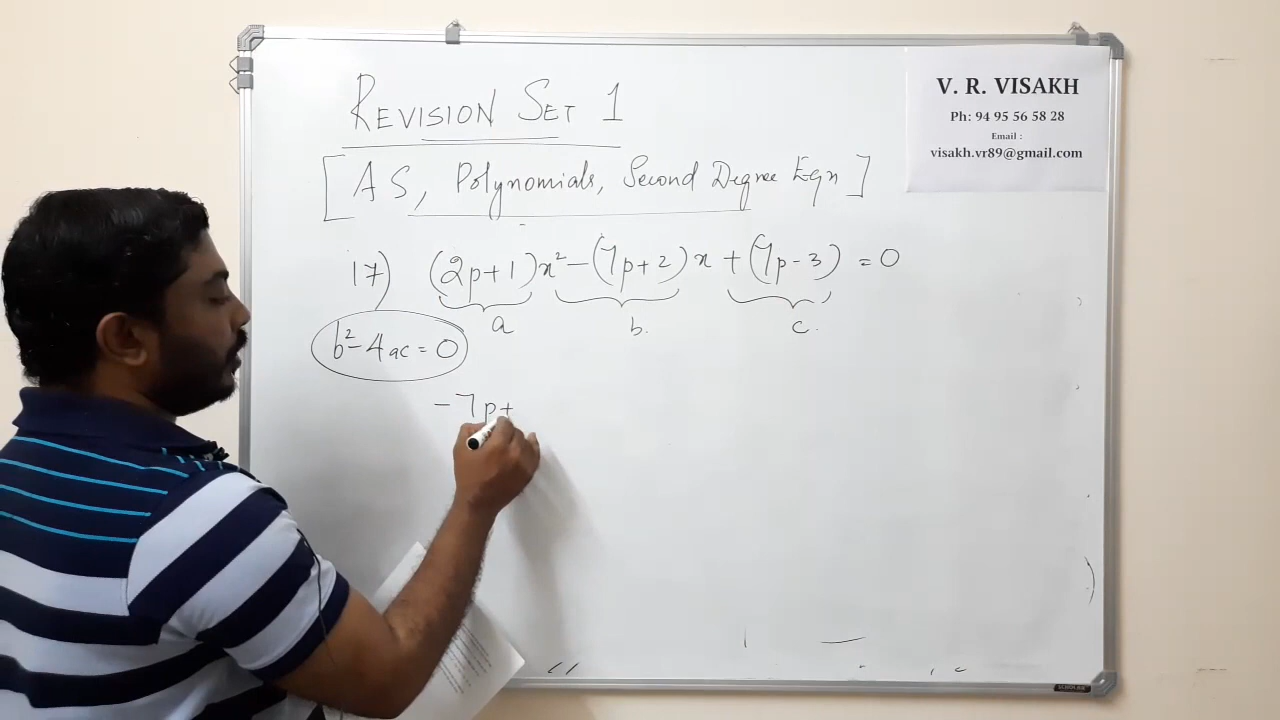 REVISION SET 1
[AS, Polynomials, Second Degree Eqn]
17) (2p+1)x² - (7p+2)x + (7p-3) = 0
a b. c.
b² - 4ac = 0
-7p+
V. R. VISAKH
Ph: 94 95 56 58 28
Email :
visakh.vr89@gmail.com